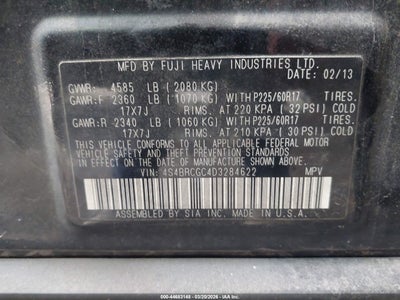 MFD. BY FUJI HEAVY INDUSTRIES LTD.
DATE: 02/13
GVWR: 4585 LB (2080 KG)
GAWR:F 2360 LB (1070 KG) WITH P225/60R17 TIRES.
17X7J RIMS. AT 220 KPA (32 PSI) COLD
GAWR:R 2340 LB (1060 KG) WITH P225/60R17 TIRES.
17X7J RIMS. AT 210 KPA (30 PSI) COLD
THIS VEHICLE CONFORMS TO ALL APPLICABLE
FEDERAL MOTOR VEHICLE SAFETY, BUMPER, AND
THEFT PREVENTION STANDARDS IN EFFECT ON
THE DATE OF MANUFACTURE SHOWN ABOVE.
VIN: 4S4BRCGC4D3284622 MPV
ASSEMBLED BY SIA INC. MADE IN U.S.A.
©44683148 - 03/20/2026 - IAAI